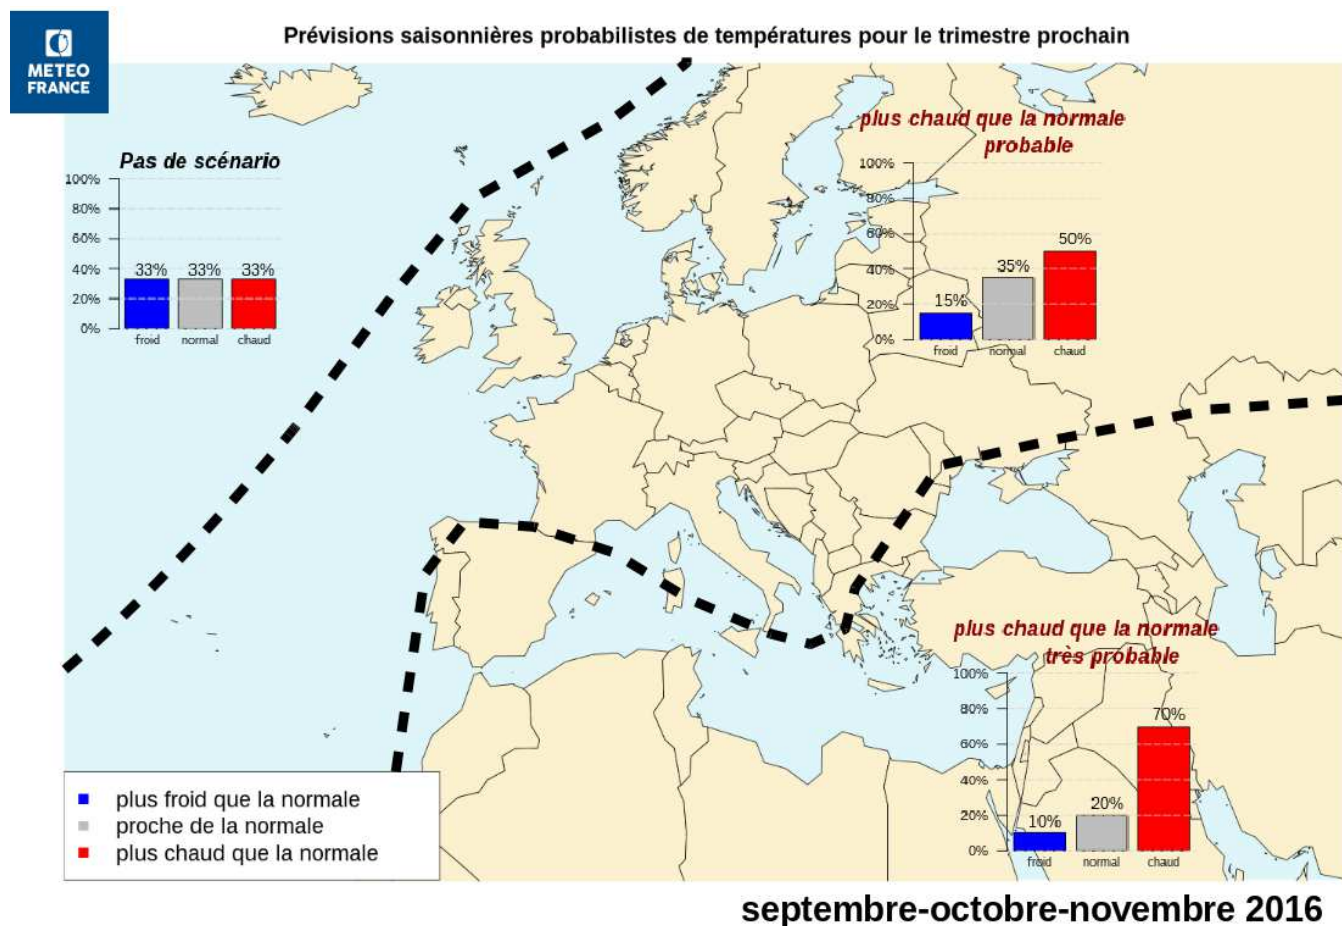 METEO
FRANCE
Prévisions saisonnières probabilistes de températures pour le trimestre prochain
Pas de scénario
100%
80%
60%
40%
20%
0%
33%
33%
33%
froid
normal
chaud
plus chaud que la normale
probable
100%
80%
60%
40%
20%
0%
15%
35%
50%
froid
normal
chaud
plus chaud que la normale
très probable
100%
80%
60%
40%
20%
0%
10%
20%
70%
froid
normal
chaud
plus froid que la normale
proche de la normale
plus chaud que la normale
septembre-octobre-novembre 2016